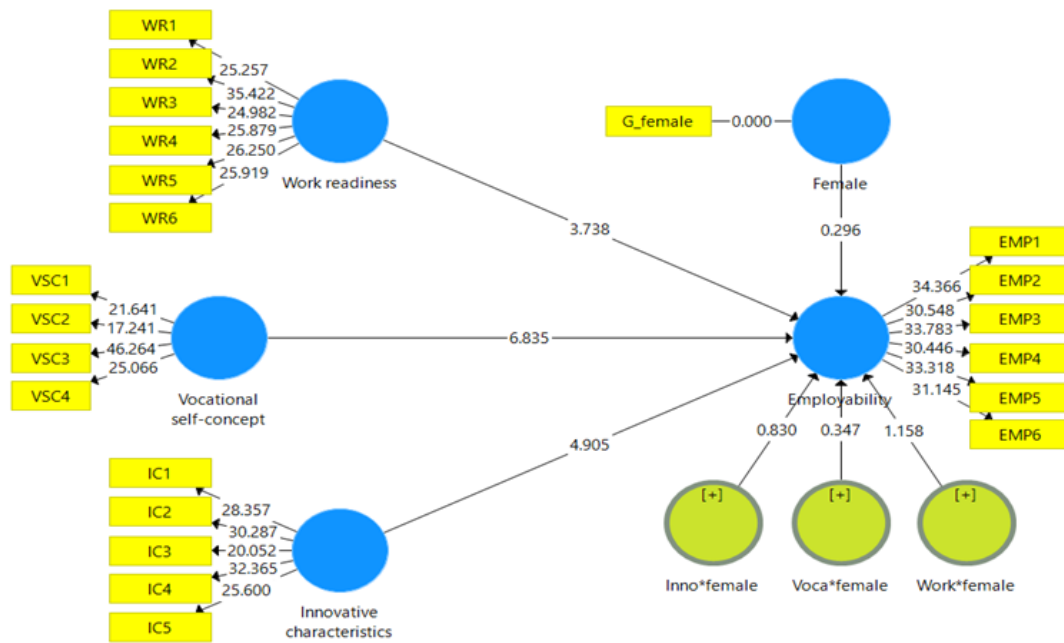 WR1
WR2
WR3
WR4
WR5
WR6
25.257
35.422
24.982
25.879
26.250
25.919
Work readiness
3.738
G_female
0.000
Female
0.296
VSC1
VSC2
VSC3
VSC4
21.641
17.241
46.264
25.066
Vocational
self-concept
6.835
IC1
IC2
IC3
IC4
IC5
28.357
30.287
20.052
32.365
25.600
Innovative
characteristics
4.905
Employability
34.366
30.548
33.783
30.446
33.318
31.145
EMP1
EMP2
EMP3
EMP4
EMP5
EMP6
0.830
0.347
1.158
[+]
[+]
[+]
Inno*female
Voca*female
Work*female